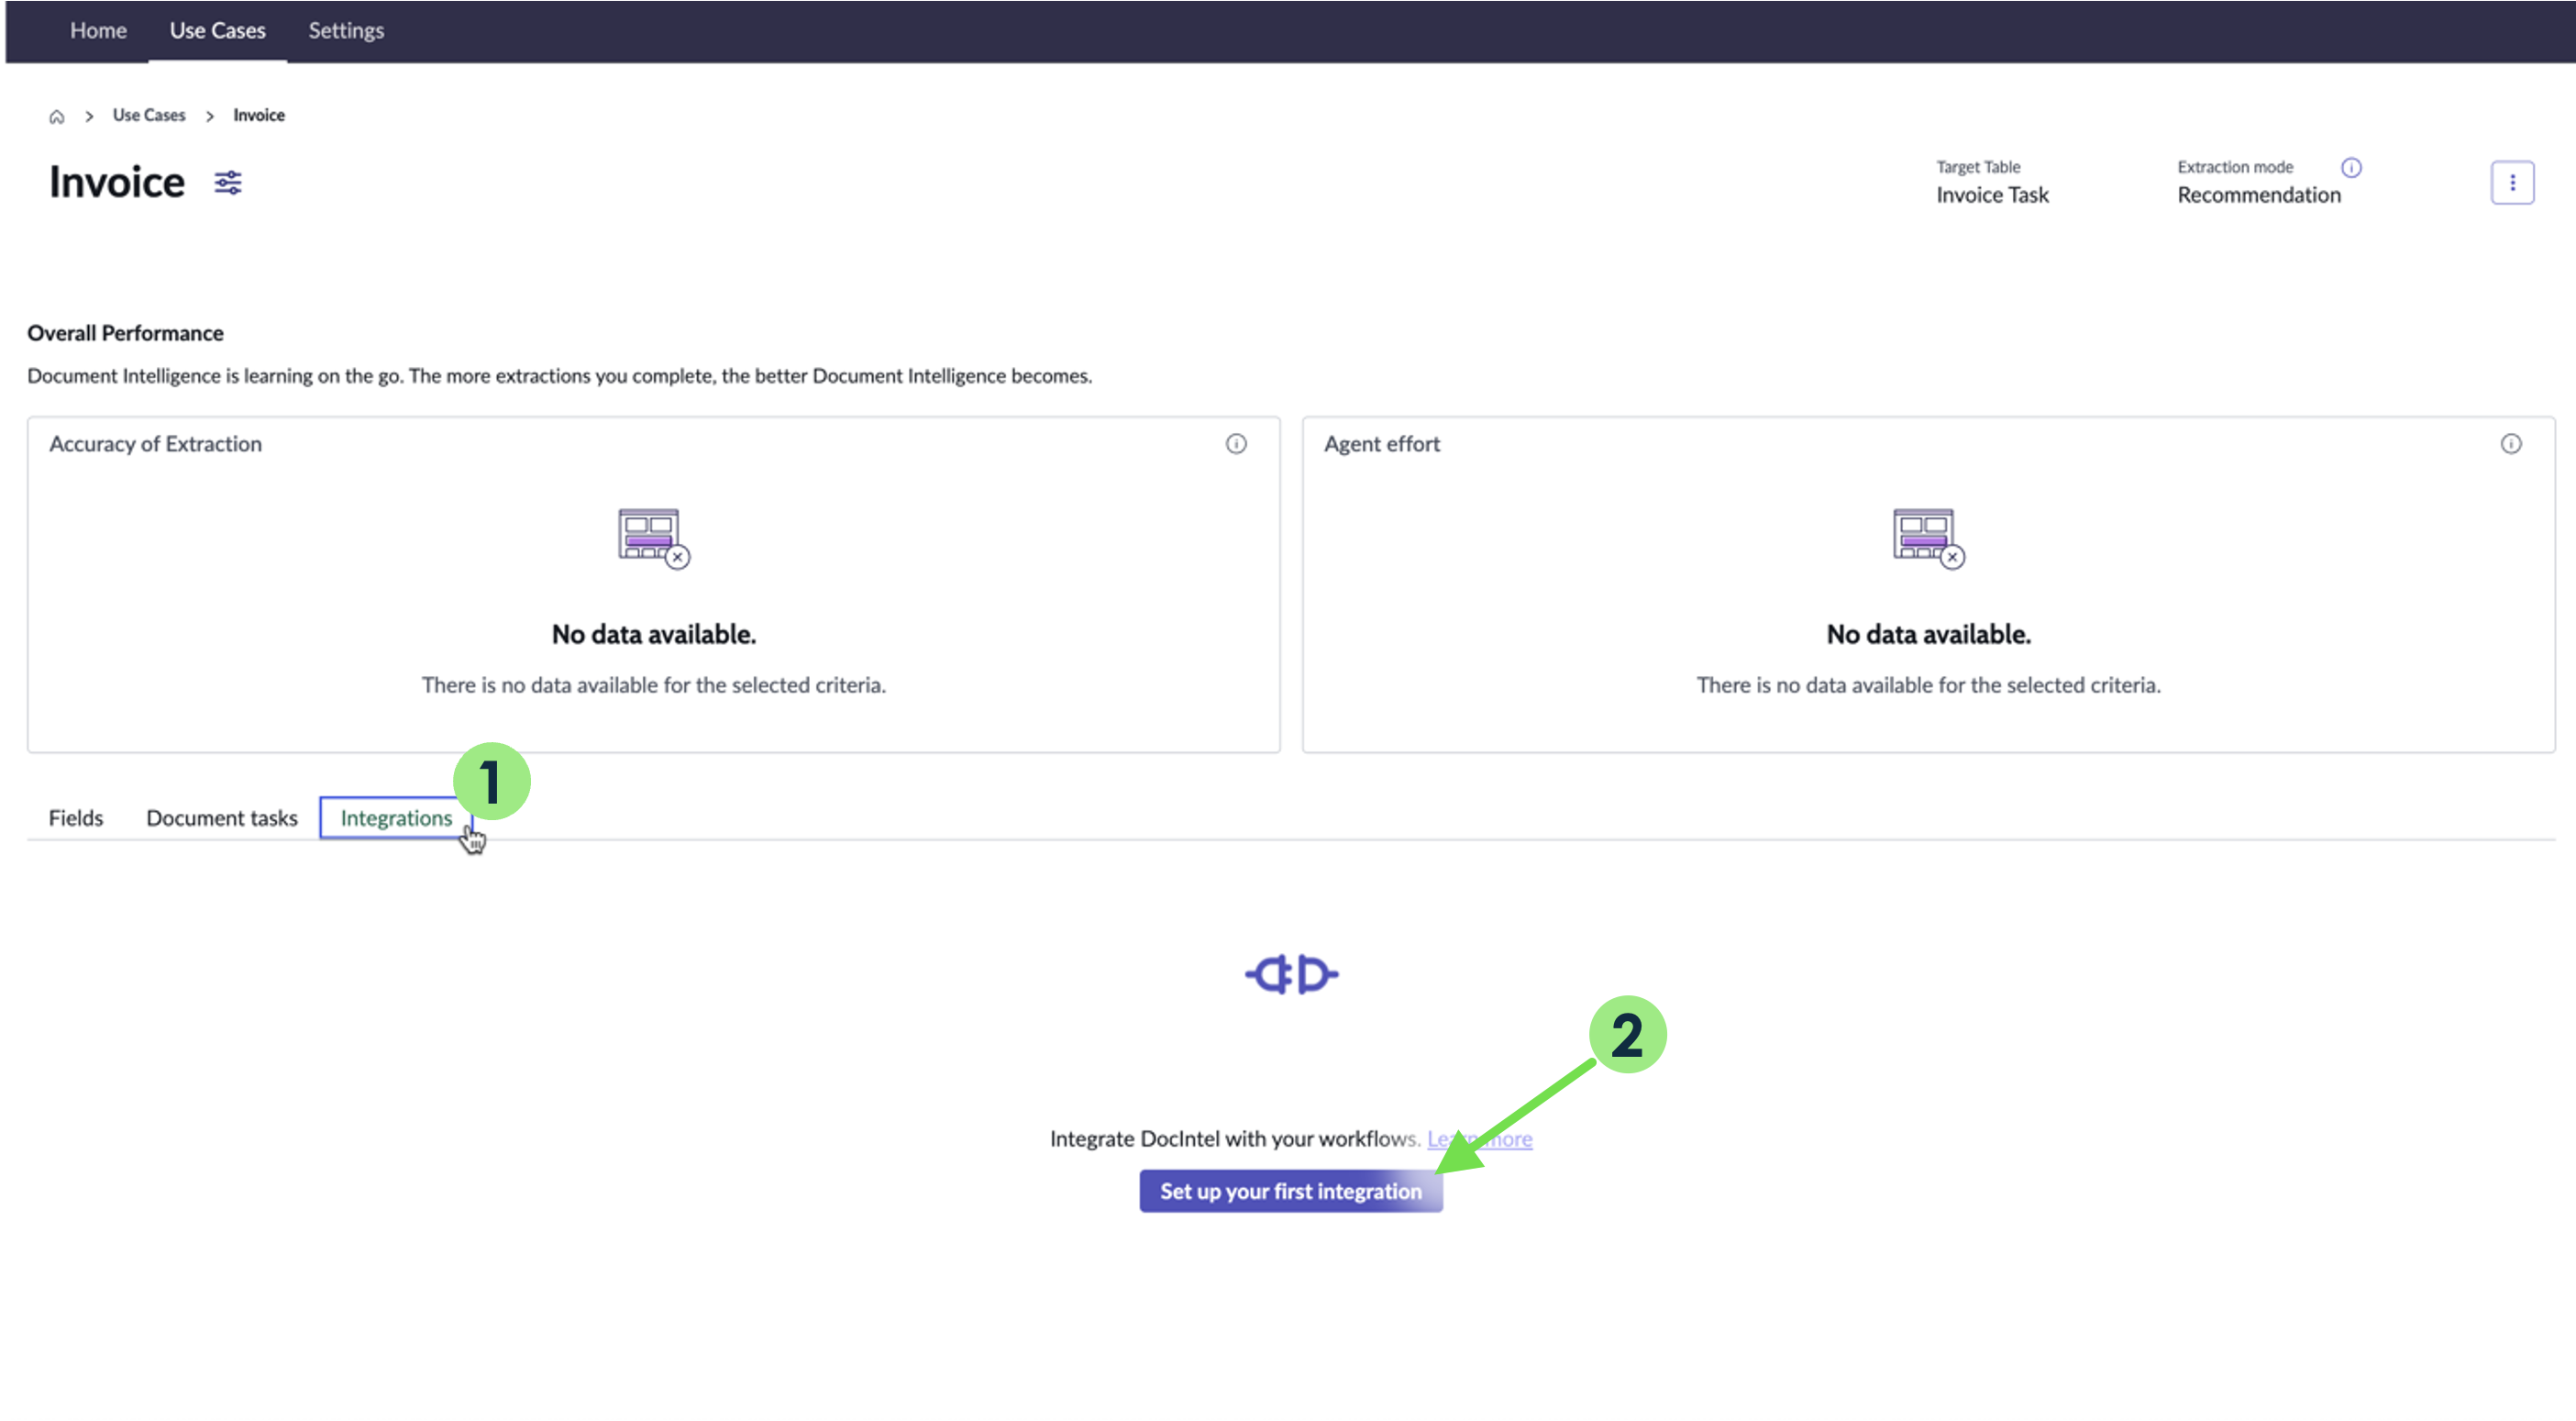 Home Use Cases Settings
Use Cases > Invoice
Invoice
Target Table
Invoice Task
Extraction mode
Recommendation
Overall Performance
Document Intelligence is learning on the go. The more extractions you complete, the better Document Intelligence becomes.
Accuracy of Extraction
No data available.
There is no data available for the selected criteria.
Agent effort
No data available.
There is no data available for the selected criteria.
1
Fields Document tasks Integrations
2
Integrate DocIntel with your workflows. Learn more
Set up your first integration